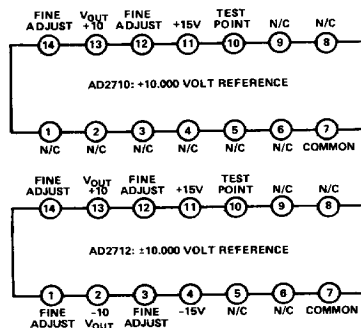 FINE ADJUST
VOUT +10
FINE ADJUST
+15V
TEST POINT
N/C
N/C
14 13 12 11 10 9 8
AD2710: +10.000 VOLT REFERENCE
1 2 3 4 5 6 7
N/C N/C N/C N/C N/C N/C COMMON
FINE ADJUST
VOUT +10
FINE ADJUST
+15V
TEST POINT
N/C
N/C
14 13 12 11 10 9 8
AD2712: ±10.000 VOLT REFERENCE
1 2 3 4 5 6 7
FINE ADJUST
-10 VOUT
FINE ADJUST
-15V
N/C
N/C
COMMON